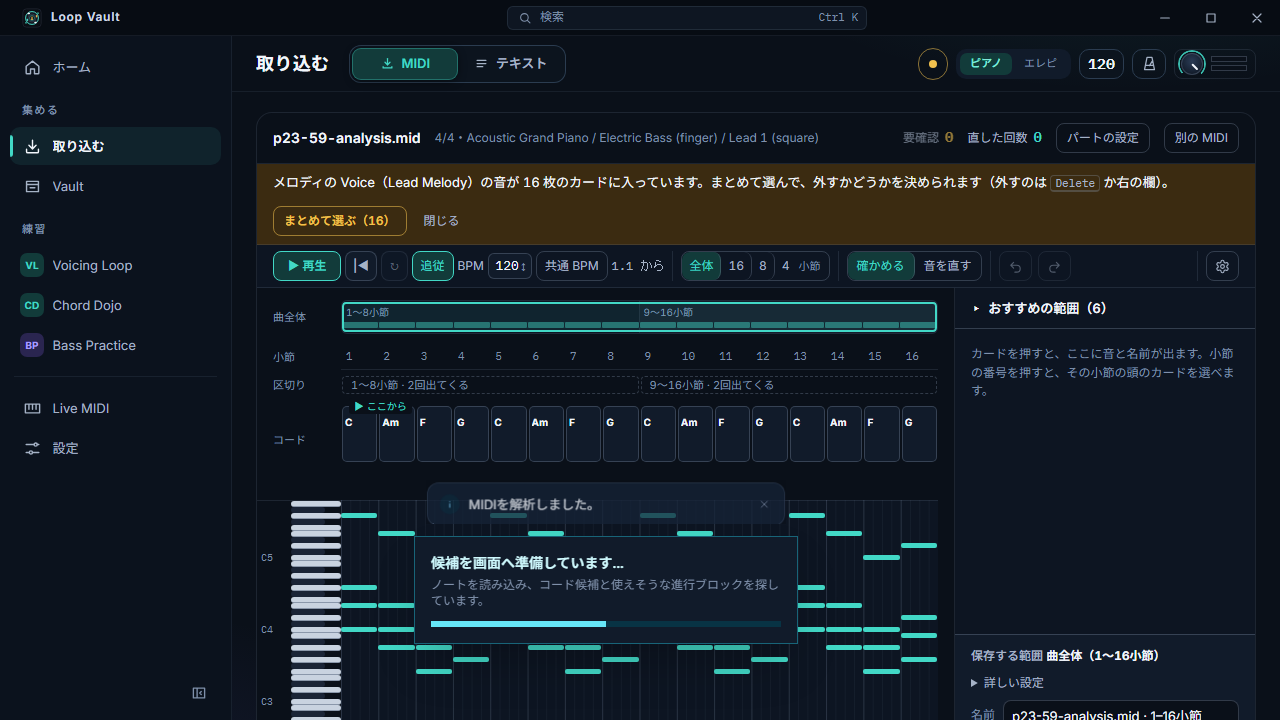 Loop Vault
検索 Ctrl K
ホーム
集める
取り込む
Vault
練習
VL Voicing Loop
CD Chord Dojo
BP Bass Practice
Live MIDI
設定
取り込む MIDI テキスト ピアノ エレピ 120
p23-59-analysis.mid 4/4・Acoustic Grand Piano / Electric Bass (finger) / Lead 1 (square) 要確認 0 直した回数 0 パートの設定 別の MIDI
メロディの Voice（Lead Melody）の音が 16 枚のカードに入っています。まとめて選んで、外すかどうかを決められます（外すのは Delete か右の欄）。
まとめて選ぶ（16） 閉じる
▶ 再生 |◀ ↻ 追従 BPM 120 共通 BPM 1.1 から 全体 16 8 4 小節 確かめる 音を直す
曲全体 1〜8小節 9〜16小節
小節 1 2 3 4 5 6 7 8 9 10 11 12 13 14 15 16
区切り 1〜8小節 · 2回出てくる 9〜16小節 · 2回出てくる
▶ ここから
コード C Am F G C Am F G C Am F G C Am F G
▸ おすすめの範囲（6）
カードを押すと、ここに音と名前が出ます。小節
の番号を押すと、その小節の頭のカードを選べま
す。
MIDIを解析しました。
候補を画面へ準備しています…
ノートを読み込み、コード候補と使えそうな進行ブロックを探し
ています。
C5
C4
C3
保存する範囲 曲全体（1〜16小節）
▶ 詳しい設定
名前 p23-59-analysis.mid · 1–16小節